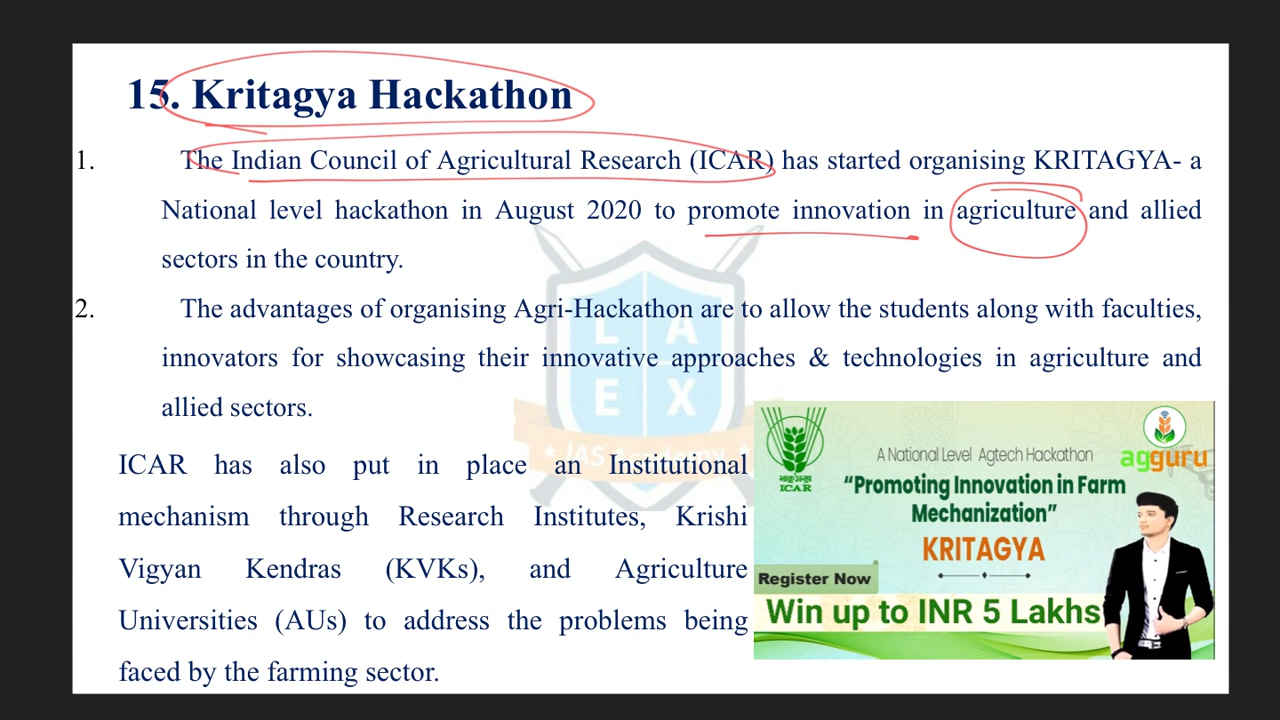 15. Kritagya Hackathon
1. The Indian Council of Agricultural Research (ICAR) has started organising KRITAGYA- a
National level hackathon in August 2020 to promote innovation in agriculture and allied
sectors in the country.
2. The advantages of organising Agri-Hackathon are to allow the students along with faculties,
innovators for showcasing their innovative approaches & technologies in agriculture and
allied sectors.
ICAR has also put in place an Institutional
mechanism through Research Institutes, Krishi
Vigyan Kendras (KVKs), and Agriculture
Universities (AUs) to address the problems being
faced by the farming sector.
L A
E X
IAS Academy
ICAR
A National Level Agtech Hackathon
agguru
“Promoting Innovation in Farm
Mechanization”
KRITAGYA
Register Now
Win up to INR 5 Lakhs